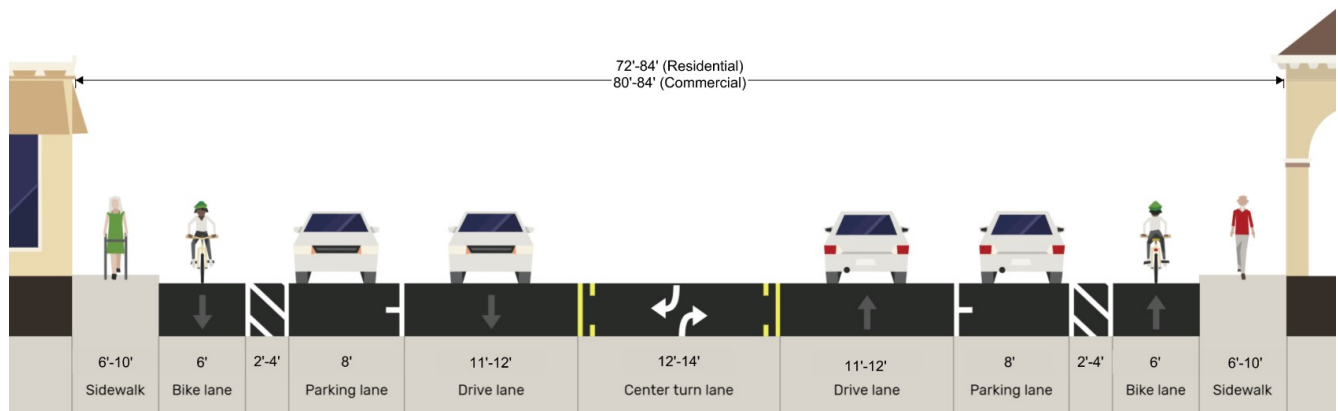 72'-84' (Residential)
80'-84' (Commercial)
6'-10' 6' 2'-4' 8' 11'-12' 12'-14' 11'-12' 8' 2'-4' 6' 6'-10'
Sidewalk Bike lane Parking lane Drive lane Center turn lane Drive lane Parking lane Bike lane Sidewalk